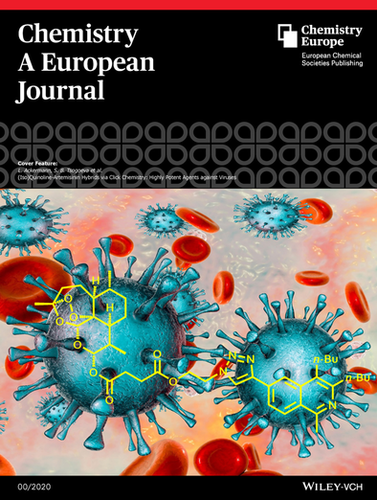 Chemistry
A European
Journal
Chemistry
Europe
European Chemical
Societies Publishing
Cover Feature:
L. Ackermann, S. B. Tsogoeva et al.
(Iso)Quinoline-Artemisinin Hybrids via Click Chemistry: Highly Potent Agents against Viruses
H
O
O
O
O
H
H
O
O
O
O
N
N
N
n-Bu
n-Bu
N
00/2020
WILEY-VCH